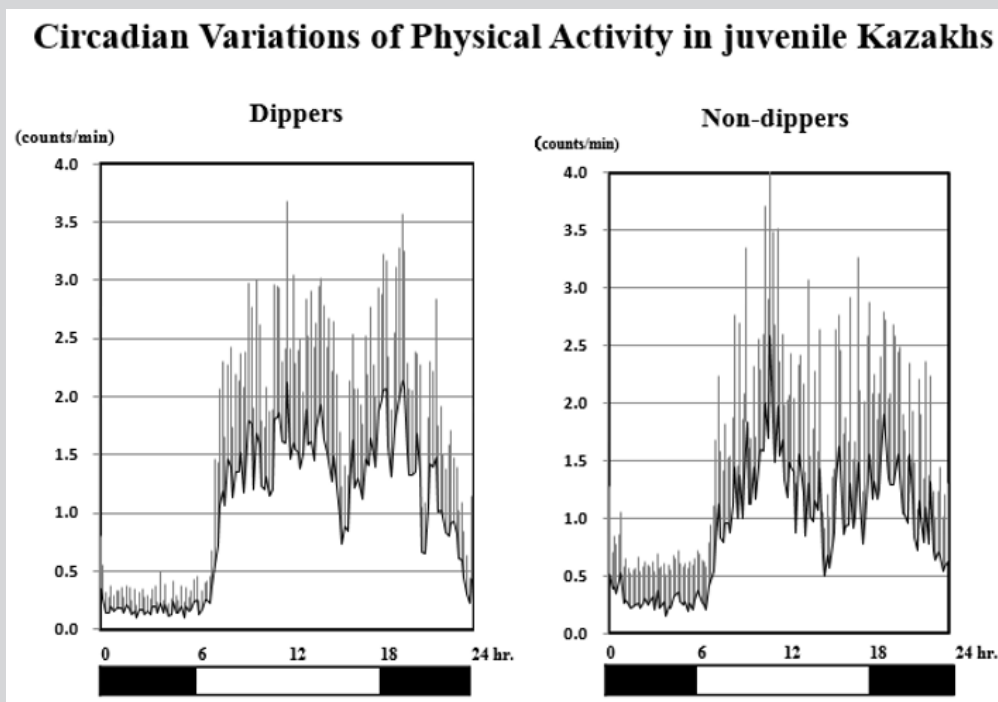 Circadian Variations of Physical Activity in juvenile Kazakhs
Dippers
(counts/min)
4.0
3.5
3.0
2.5
2.0
1.5
1.0
0.5
0.0
0 6 12 18 24 hr.
Non-dippers
(counts/min)
4.0
3.5
3.0
2.5
2.0
1.5
1.0
0.5
0.0
0 6 12 18 24 hr.